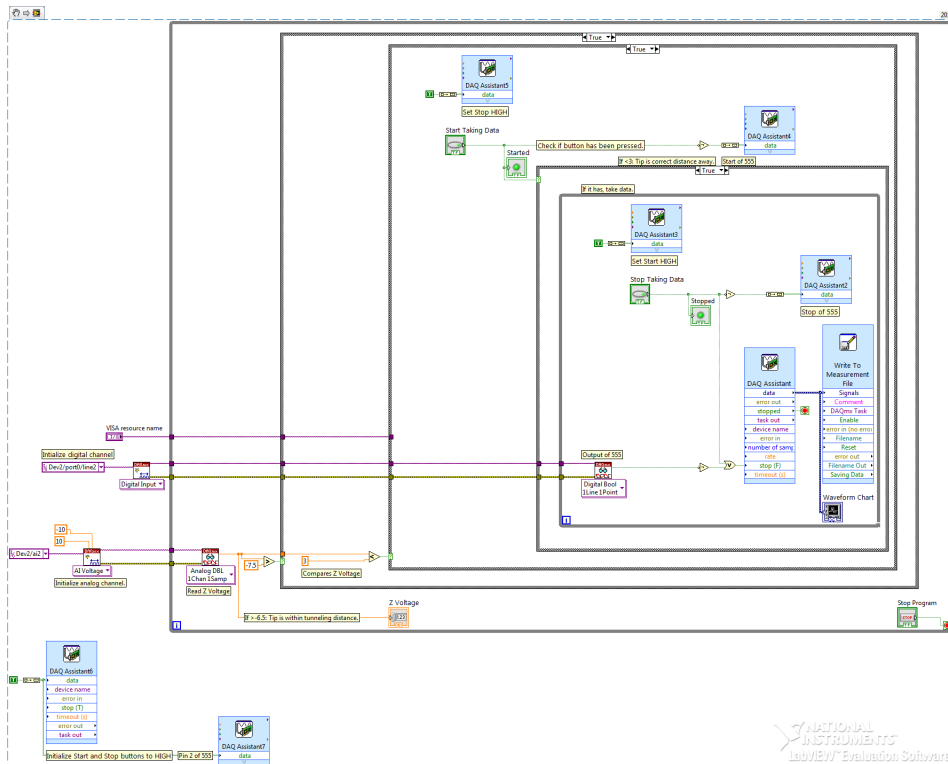 20
True
True
DAQ Assistant5
data
Set Stop HIGH
Start Taking Data
Started
Check if button has been pressed.
DAQ Assistant4
data
If <3: Tip is correct distance away.
Start of 555
True
If it has, take data.
DAQ Assistant3
data
Set Start HIGH
Stop Taking Data
Stopped
DAQ Assistant2
data
Stop of 555
DAQ Assistant
data
error out
stopped
task out
device name
error in
number of samp
rate
stop (F)
timeout (s)
Write To
Measurement
File
Signals
Comment
DAQmx Task
Enable
error in (no erro
Filename
Reset
error out
Filename Out
Saving Data
Waveform Chart
VISA resource name
Intialize digital channel
Dev2/port0/line2
Digital Input
Output of 555
Digital Bool
1Line 1Point
-10
10
Dev2/ai2
AI Voltage
Initialize analog channel.
Analog DBL
1Chan 1Samp
Read Z Voltage
-7.5
3
Compares Z Voltage
If >-6.5: Tip is within tunneling distance.
Z Voltage
1.23
Stop Program
STOP
i
i
DAQ Assistant6
data
device name
error in
stop (T)
timeout (s)
error out
task out
Initialize Start and Stop buttons to HIGH
Pin 2 of 555
DAQ Assistant7
data
NATIONAL
INSTRUMENTS
LabVIEW™ Evaluation Software